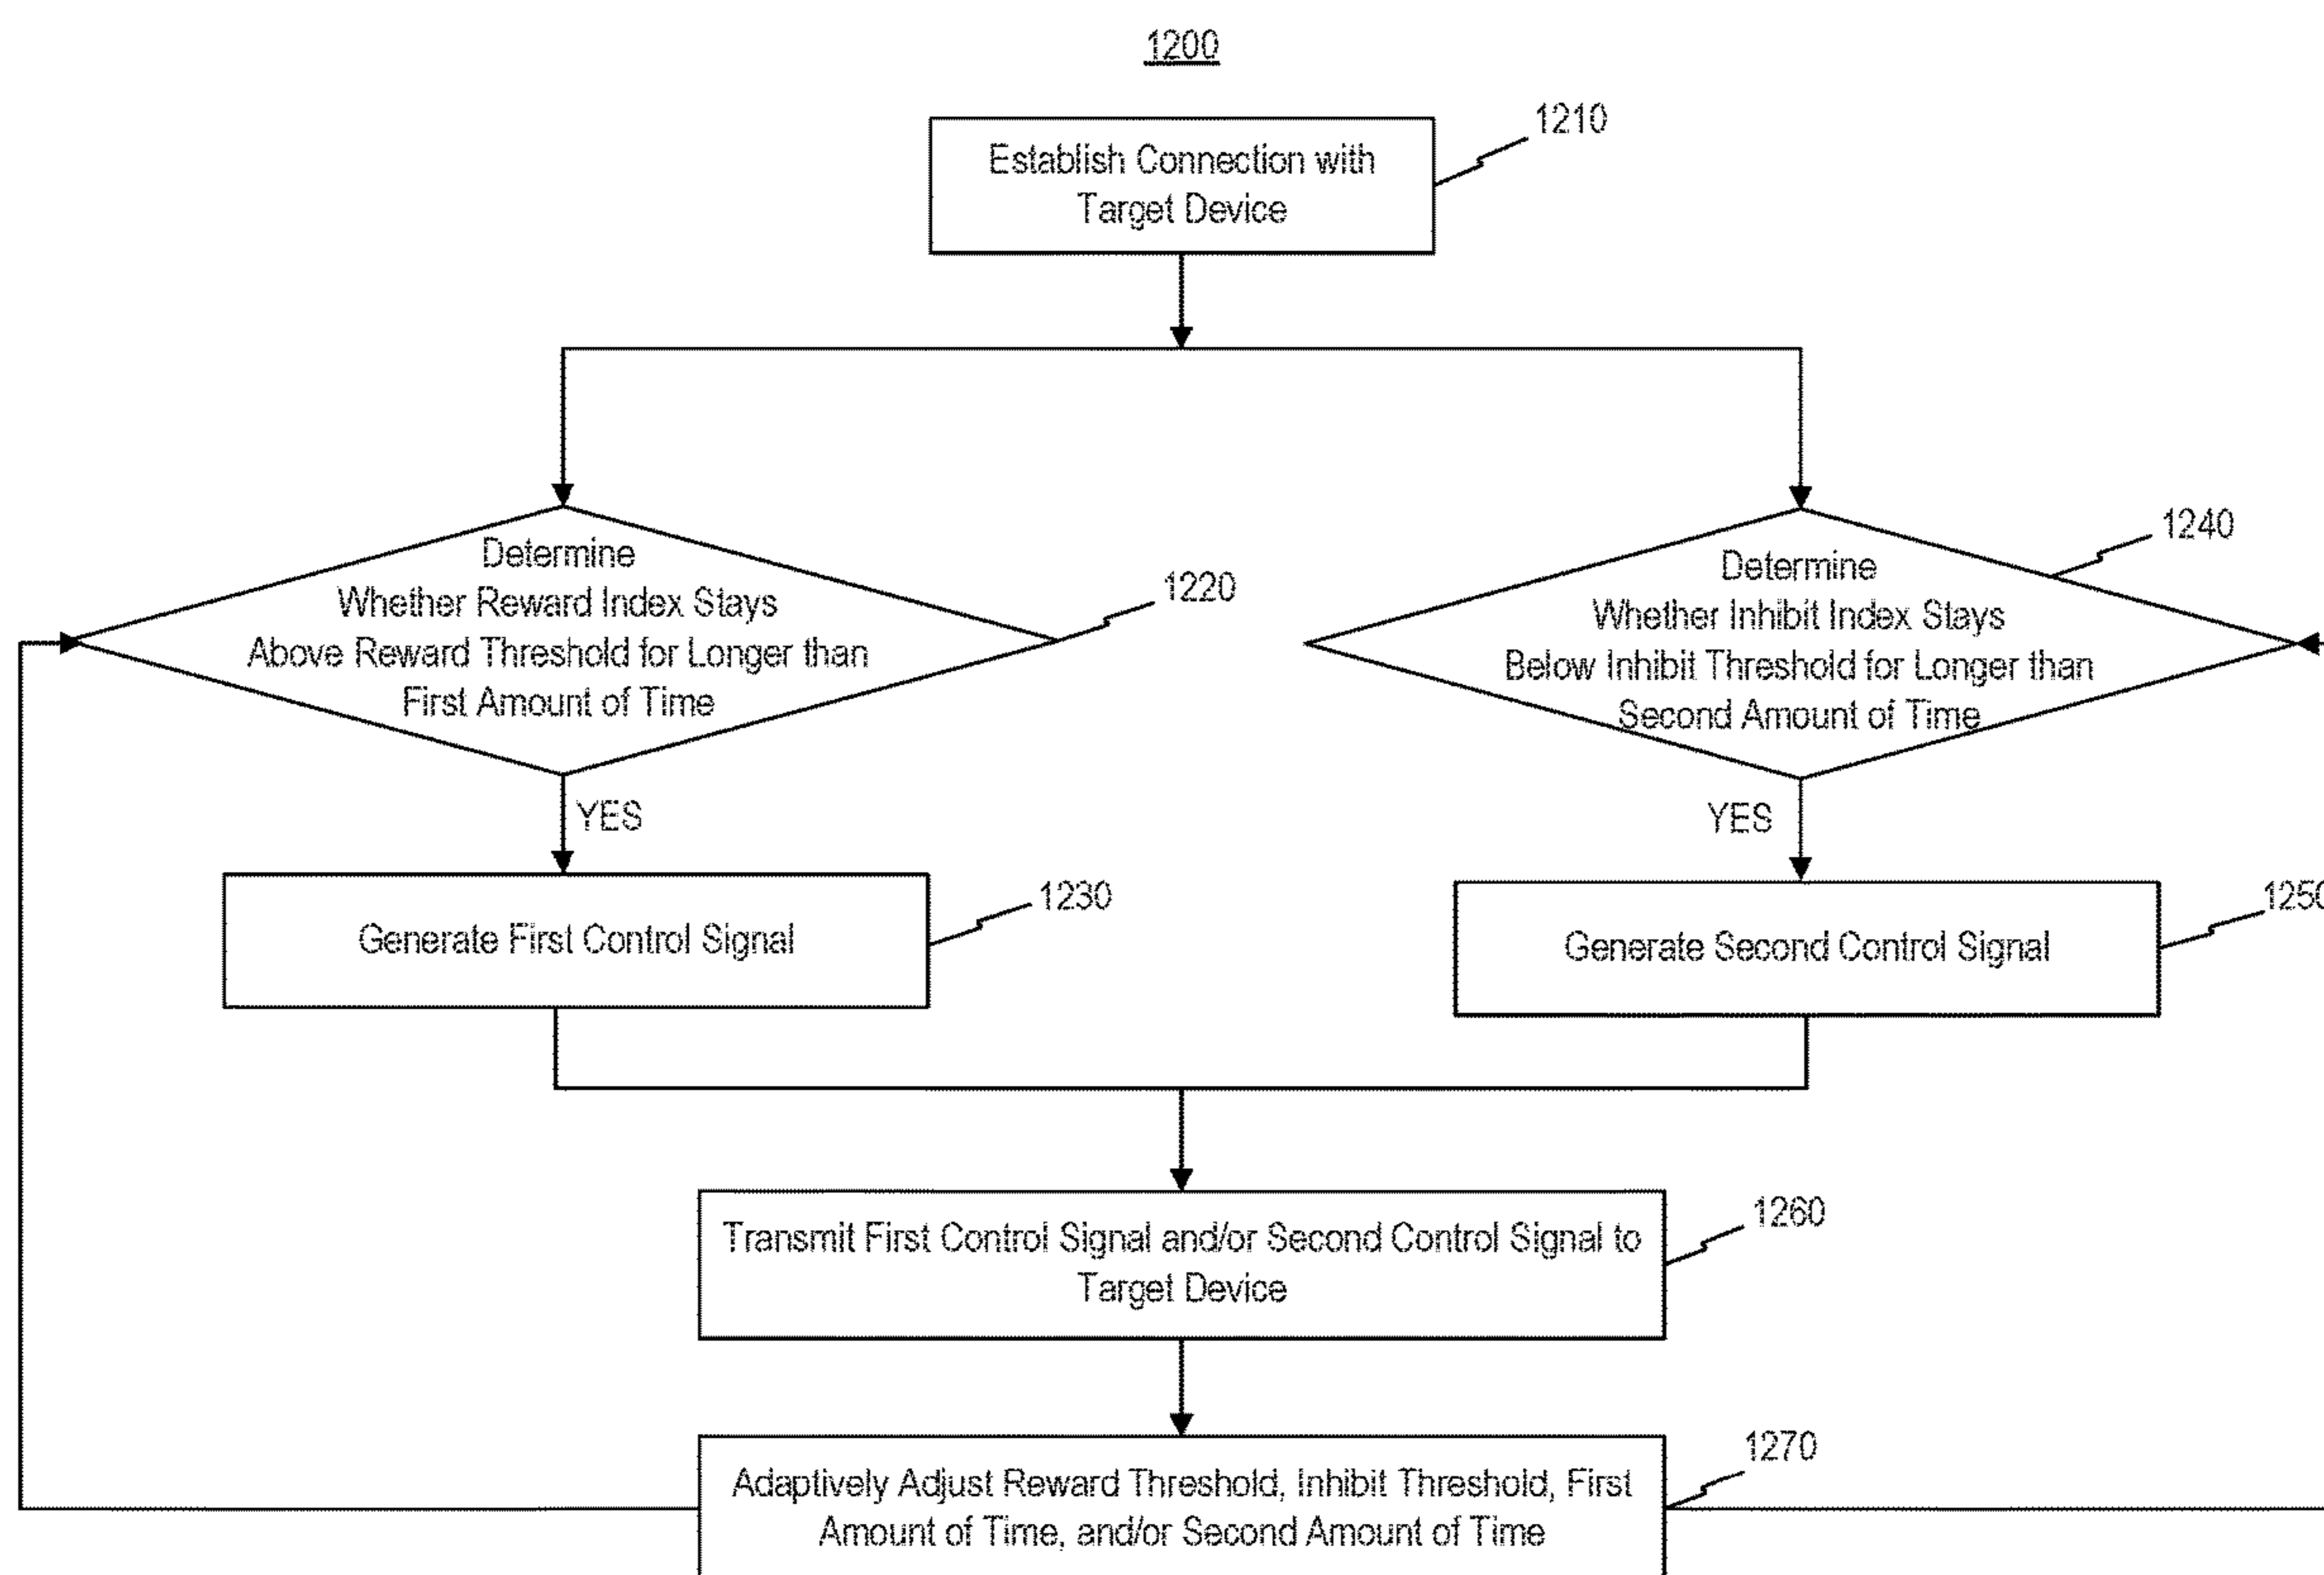 1200
1210
Establish Connection with
Target Device
1220
Determine
Whether Reward Index Stays
Above Reward Threshold for Longer than
First Amount of Time
1240
Determine
Whether Inhibit Index Stays
Below Inhibit Threshold for Longer than
Second Amount of Time
YES
YES
1230
Generate First Control Signal
1250
Generate Second Control Signal
1260
Transmit First Control Signal and/or Second Control Signal to
Target Device
1270
Adaptively Adjust Reward Threshold, Inhibit Threshold, First
Amount of Time, and/or Second Amount of Time